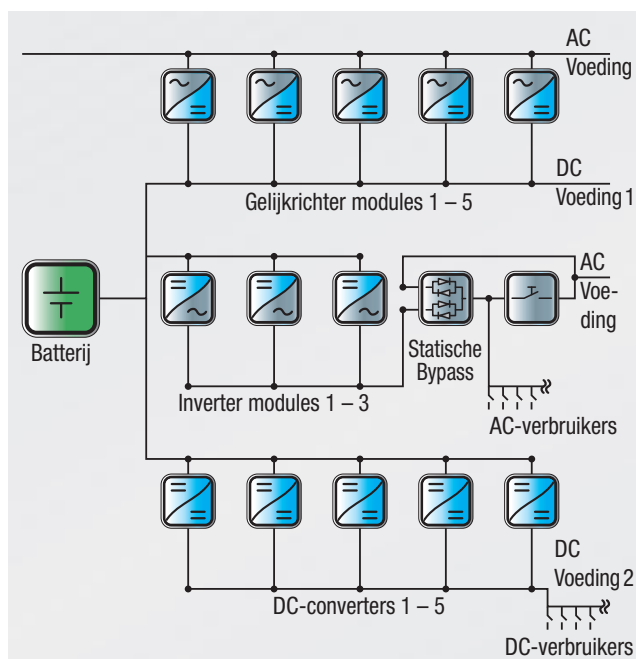 AC
Voeding
DC
Voeding 1
Gelijkrichter modules 1 – 5
AC
Voe-
ding
Batterij
Statische
Bypass
Inverter modules 1 – 3
AC-verbruikers
DC
Voeding 2
DC-converters 1 – 5
DC-verbruikers